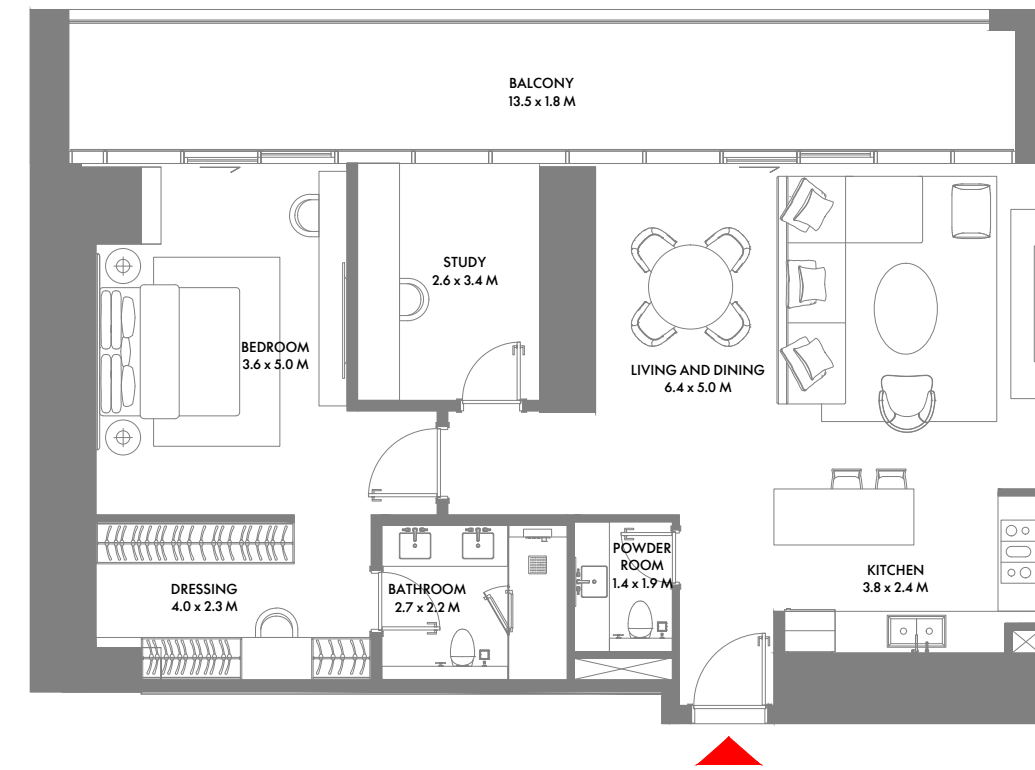 BALCONY
13.5 x 1.8 M
STUDY
2.6 x 3.4 M
BEDROOM
3.6 x 5.0 M
LIVING AND DINING
6.4 x 5.0 M
POWDER
ROOM
1.4 x 1.9 M
KITCHEN
3.8 x 2.4 M
DRESSING
4.0 x 2.3 M
BATHROOM
2.7 x 2.2 M